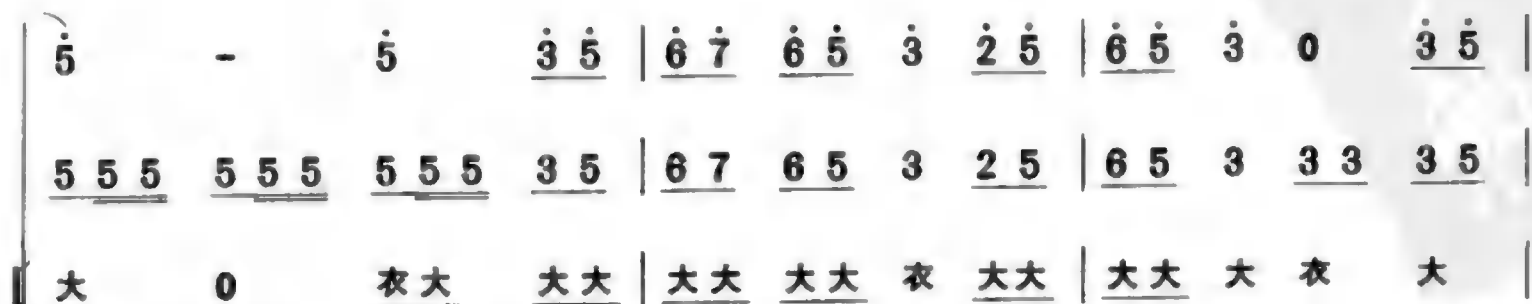 5̇ - 5̇ 3̇ 5̇ | 6̇ 7̇ 6̇ 5̇ 3̇ 2̇ 5̇ | 6̇ 5̇ 3̇ 0 3̇ 5̇ |
5 5 5 5 5 5 5 5 5 3 5 | 6 7 6 5 3 2 5 | 6 5 3 3 3 3 5 |
大 0 衣大 大大 | 大大 大大 衣 大大 | 大大 大 衣 大